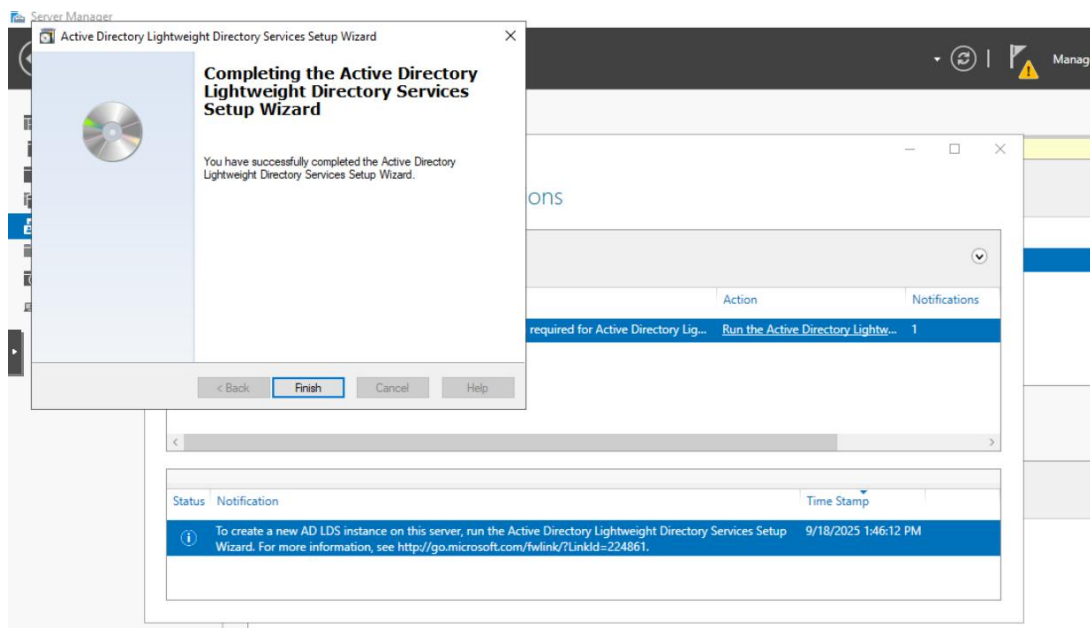 Server Manager
Active Directory Lightweight Directory Services Setup Wizard
Manag
Completing the Active Directory
Lightweight Directory Services
Setup Wizard
You have successfully completed the Active Directory
Lightweight Directory Services Setup Wizard.
ons
Action Notifications
required for Active Directory Lig... Run the Active Directory Lightw... 1
< Back Finish Cancel Help
Status Notification Time Stamp
To create a new AD LDS instance on this server, run the Active Directory Lightweight Directory Services Setup 9/18/2025 1:46:12 PM
Wizard. For more information, see http://go.microsoft.com/fwlink/?LinkId=224861.